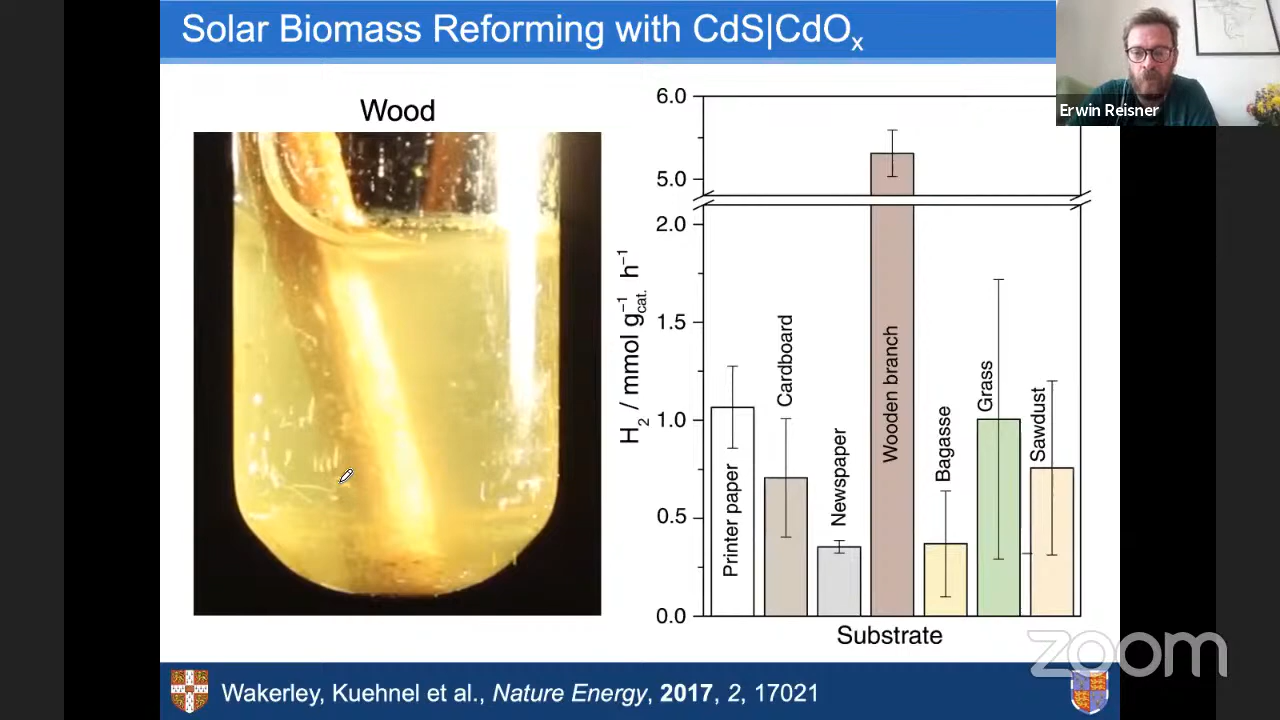 Solar Biomass Reforming with CdS|CdOx
Erwin Reisner
Wood
H2 / mmol g−1cat. h−1
6.0
5.0
2.0
1.5
1.0
0.5
0.0
Printer paper
Cardboard
Newspaper
Wooden branch
Bagasse
Grass
Sawdust
Substrate
zoom
Wakerley, Kuehnel et al., Nature Energy, 2017, 2, 17021